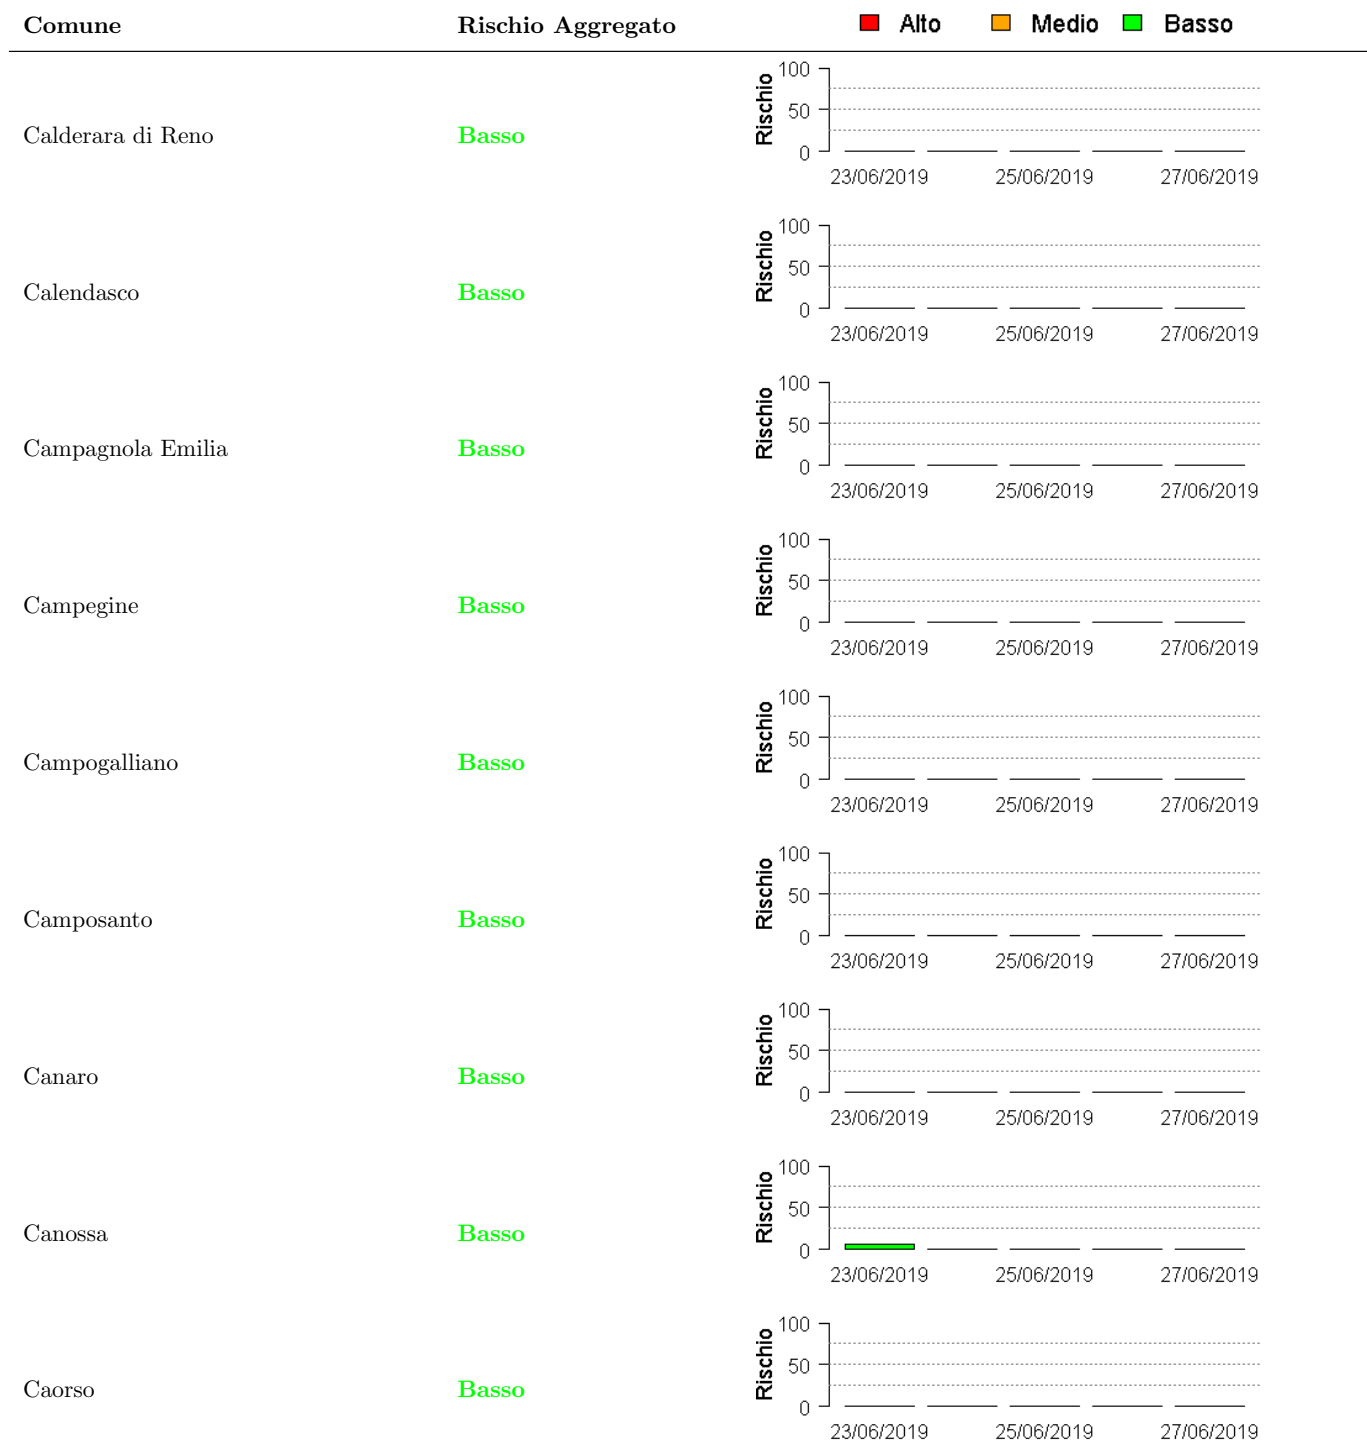 Comune Rischio Aggregato Alto Medio Basso
100
50
0
Rischio
Calderara di Reno Basso
23/06/2019 25/06/2019 27/06/2019
100
50
0
Rischio
Calendasco Basso
23/06/2019 25/06/2019 27/06/2019
100
50
0
Rischio
Campagnola Emilia Basso
23/06/2019 25/06/2019 27/06/2019
100
50
0
Rischio
Campegine Basso
23/06/2019 25/06/2019 27/06/2019
100
50
0
Rischio
Campogalliano Basso
23/06/2019 25/06/2019 27/06/2019
100
50
0
Rischio
Camposanto Basso
23/06/2019 25/06/2019 27/06/2019
100
50
0
Rischio
Canaro Basso
23/06/2019 25/06/2019 27/06/2019
100
50
0
Rischio
Canossa Basso
23/06/2019 25/06/2019 27/06/2019
100
50
0
Rischio
Caorso Basso
23/06/2019 25/06/2019 27/06/2019